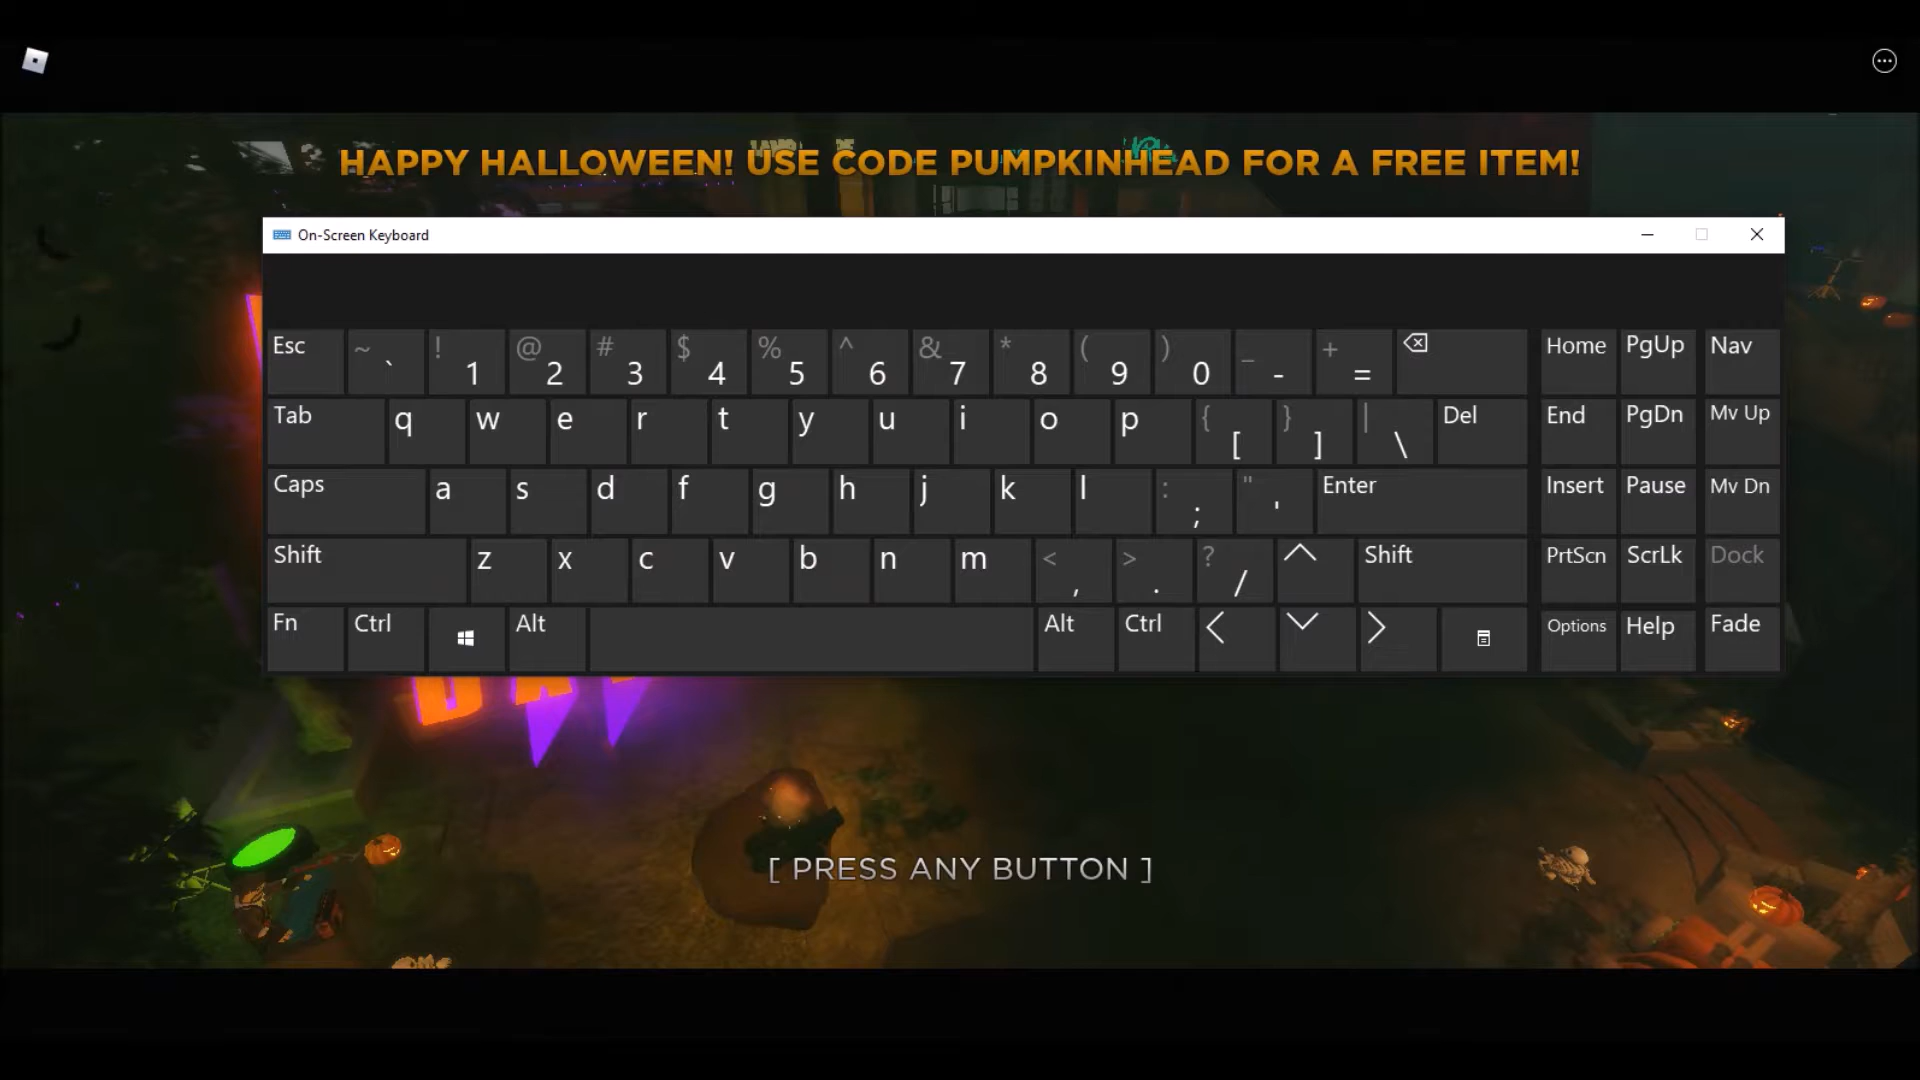 HAPPY HALLOWEEN! USE CODE PUMPKINHEAD FOR A FREE ITEM!
On-Screen Keyboard
Esc ~ ` ! 1 @ 2 # 3 $ 4 % 5 ^ 6 & 7 * 8 ( 9 ) 0 _ - + = Home PgUp Nav
Tab q w e r t y u i o p { [ } ] | \ Del End PgDn Mv Up
Caps a s d f g h j k l : ; " ' Enter Insert Pause Mv Dn
Shift z x c v b n m < , > . ? / Shift PrtScn ScrLk Dock
Fn Ctrl Alt Alt Ctrl Options Help Fade
[ PRESS ANY BUTTON ]